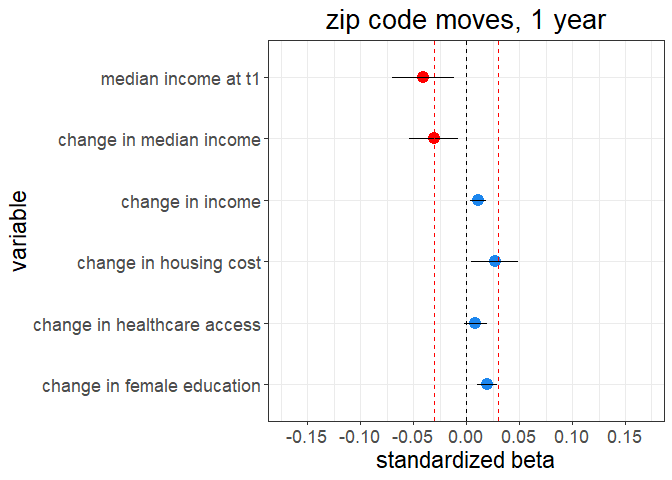 zip code moves, 1 year
variable
median income at t1
change in median income
change in income
change in housing cost
change in healthcare access
change in female education
-0.15 -0.10 -0.05 0.00 0.05 0.10 0.15
standardized beta